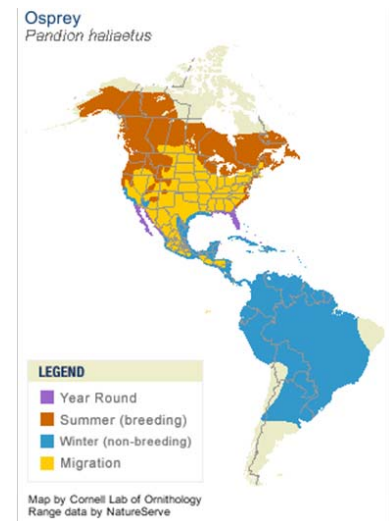 Osprey
Pandion haliaetus
LEGEND
Year Round
Summer (breeding)
Winter (non-breeding)
Migration
Map by Cornell Lab of Ornithology
Range data by NatureServe